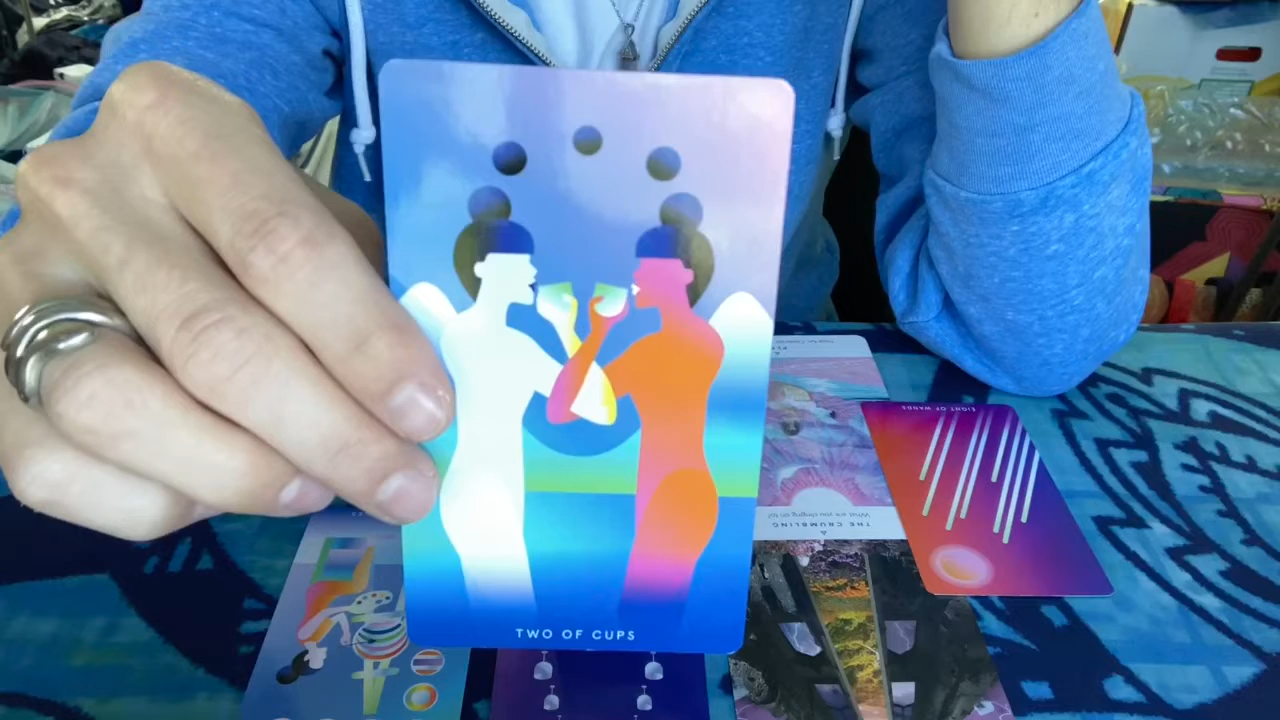 TWO OF CUPS
EIGHT OF WANDS
What are you clinging on to?
THE CRUMBLING